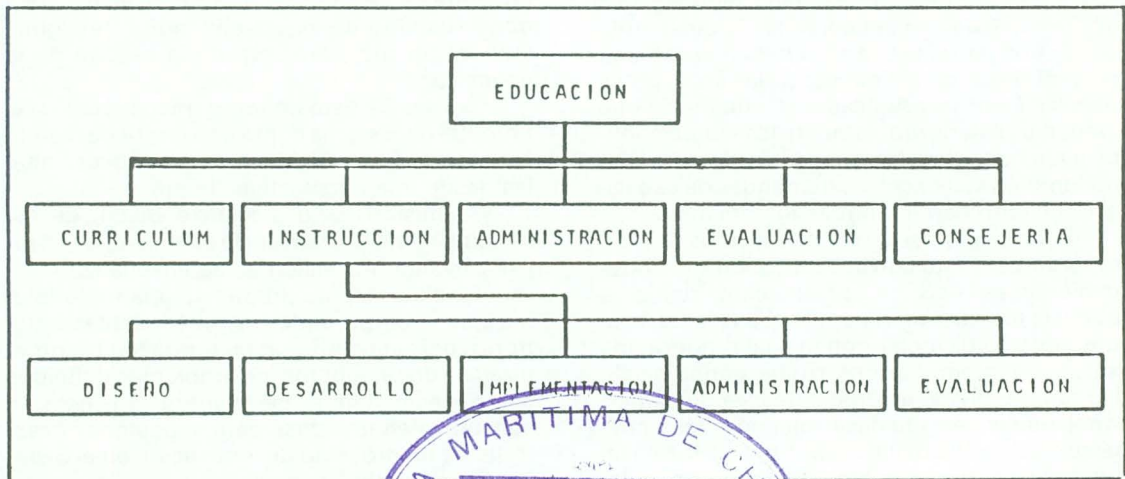 EDUCACION
CURRICULUM INSTRUCCION ADMINISTRACION EVALUACION CONSEJERIA
DISEÑO DESARROLLO IMPLEMENTACION ADMINISTRACION EVALUACION
MARITIMA DE